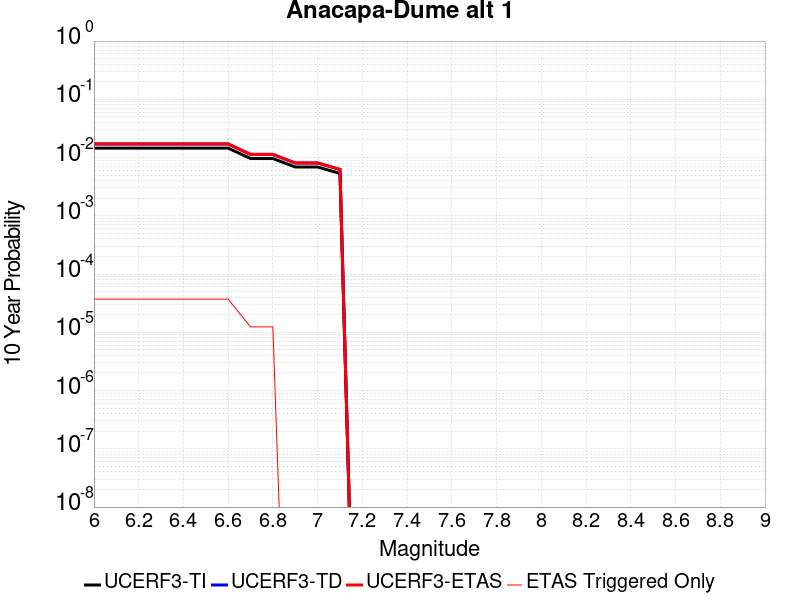 Anacapa-Dume alt 1
10^0
10^-1
10^-2
10^-3
10^-4
10^-5
10^-6
10^-7
10^-8
10 Year Probability
6 6.2 6.4 6.6 6.8 7 7.2 7.4 7.6 7.8 8 8.2 8.4 8.6 8.8 9
Magnitude
UCERF3-TI UCERF3-TD UCERF3-ETAS ETAS Triggered Only